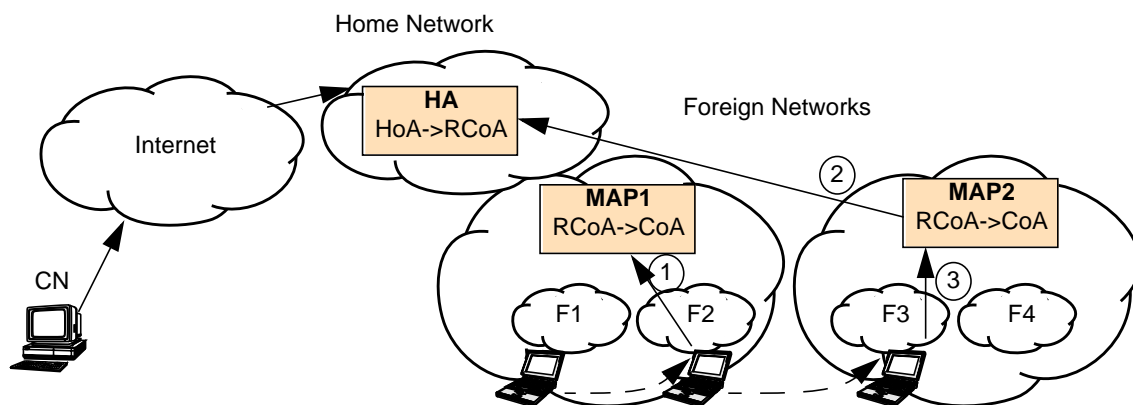 Home Network
HA
HoA->RCoA
Internet
Foreign Networks
2
MAP1
RCoA->CoA
MAP2
RCoA->CoA
1
3
CN
F1
F2
F3
F4